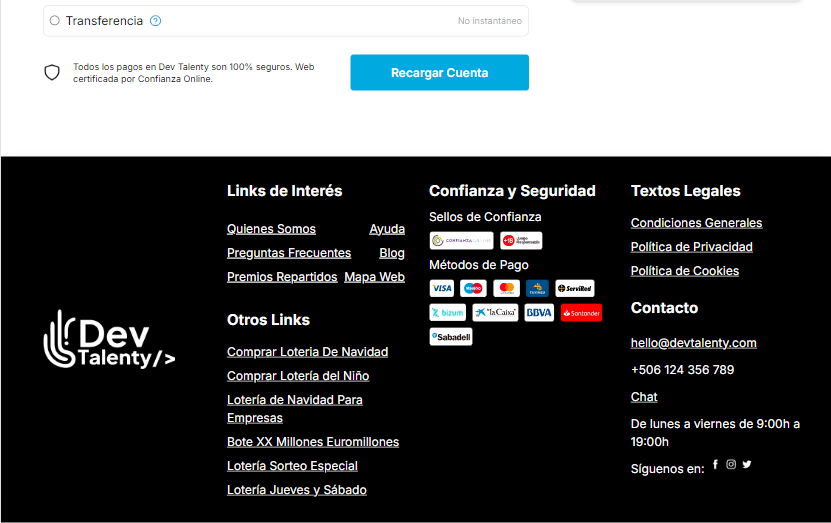 Transferencia
No instantáneo
Todos los pagos en Dev Talenty son 100% seguros. Web
certificada por Confianza Online.
Recargar Cuenta
Dev
Talenty/>
Links de Interés
Quienes Somos
Ayuda
Preguntas Frecuentes
Blog
Premios Repartidos
Mapa Web
Otros Links
Comprar Loteria De Navidad
Comprar Lotería del Niño
Lotería de Navidad Para
Empresas
Bote XX Millones Euromillones
Lotería Sorteo Especial
Lotería Jueves y Sábado
Confianza y Seguridad
Sellos de Confianza
CONFIANZA ONLINE
+18
Métodos de Pago
VISA
ServiRed
bizum
"la Caixa"
BBVA
Santander
Sabadell
Textos Legales
Condiciones Generales
Política de Privacidad
Política de Cookies
Contacto
hello@devtalenty.com
+506 124 356 789
Chat
De lunes a viernes de 9:00h a
19:00h
Síguenos en: